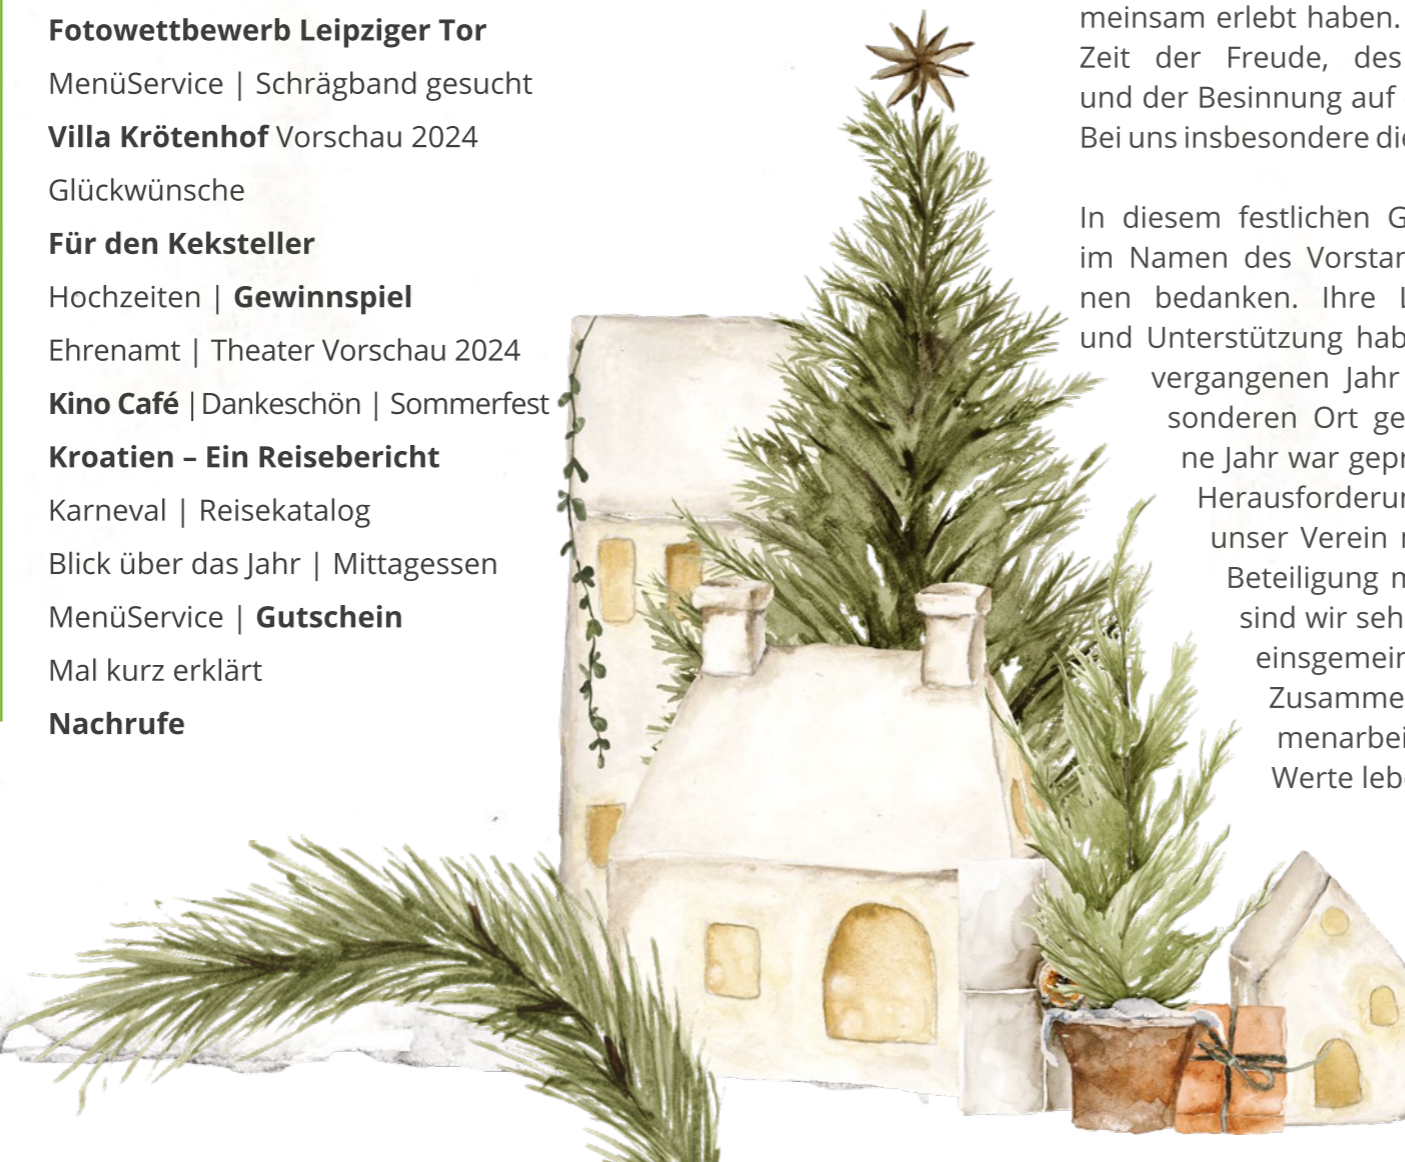 Fotowettbewerb Leipziger Tor
MenüService | Schrägband gesucht
Villa Krötenhof Vorschau 2024
Glückwünsche
Für den Keksteller
Hochzeiten | Gewinnspiel
Ehrenamt | Theater Vorschau 2024
Kino Café |Dankeschön | Sommerfest
Kroatien – Ein Reisebericht
Karneval | Reisekatalog
Blick über das Jahr | Mittagessen
MenüService | Gutschein
Mal kurz erklärt
Nachrufe
meinsam erlebt haben.
Zeit der Freude, des
und der Besinnung auf
Bei uns insbesondere die
In diesem festlichen G
im Namen des Vorstan
nen bedanken. Ihre L
und Unterstützung hab
vergangenen Jahr
sonderen Ort ge
ne Jahr war gepr
Herausforderun
unser Verein
Beteiligung
sind wir seh
einsgemein
Zusamme
menarbei
Werte leb